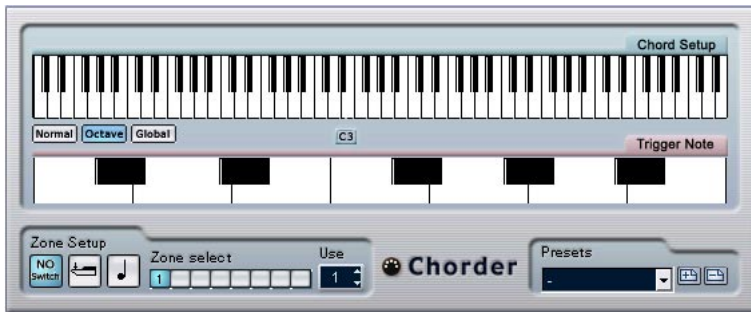 Chord Setup
Normal Octave Global
C3
Trigger Note
Zone Setup
NO
Switch
Zone select
1
Use
1
Chorder
Presets
-